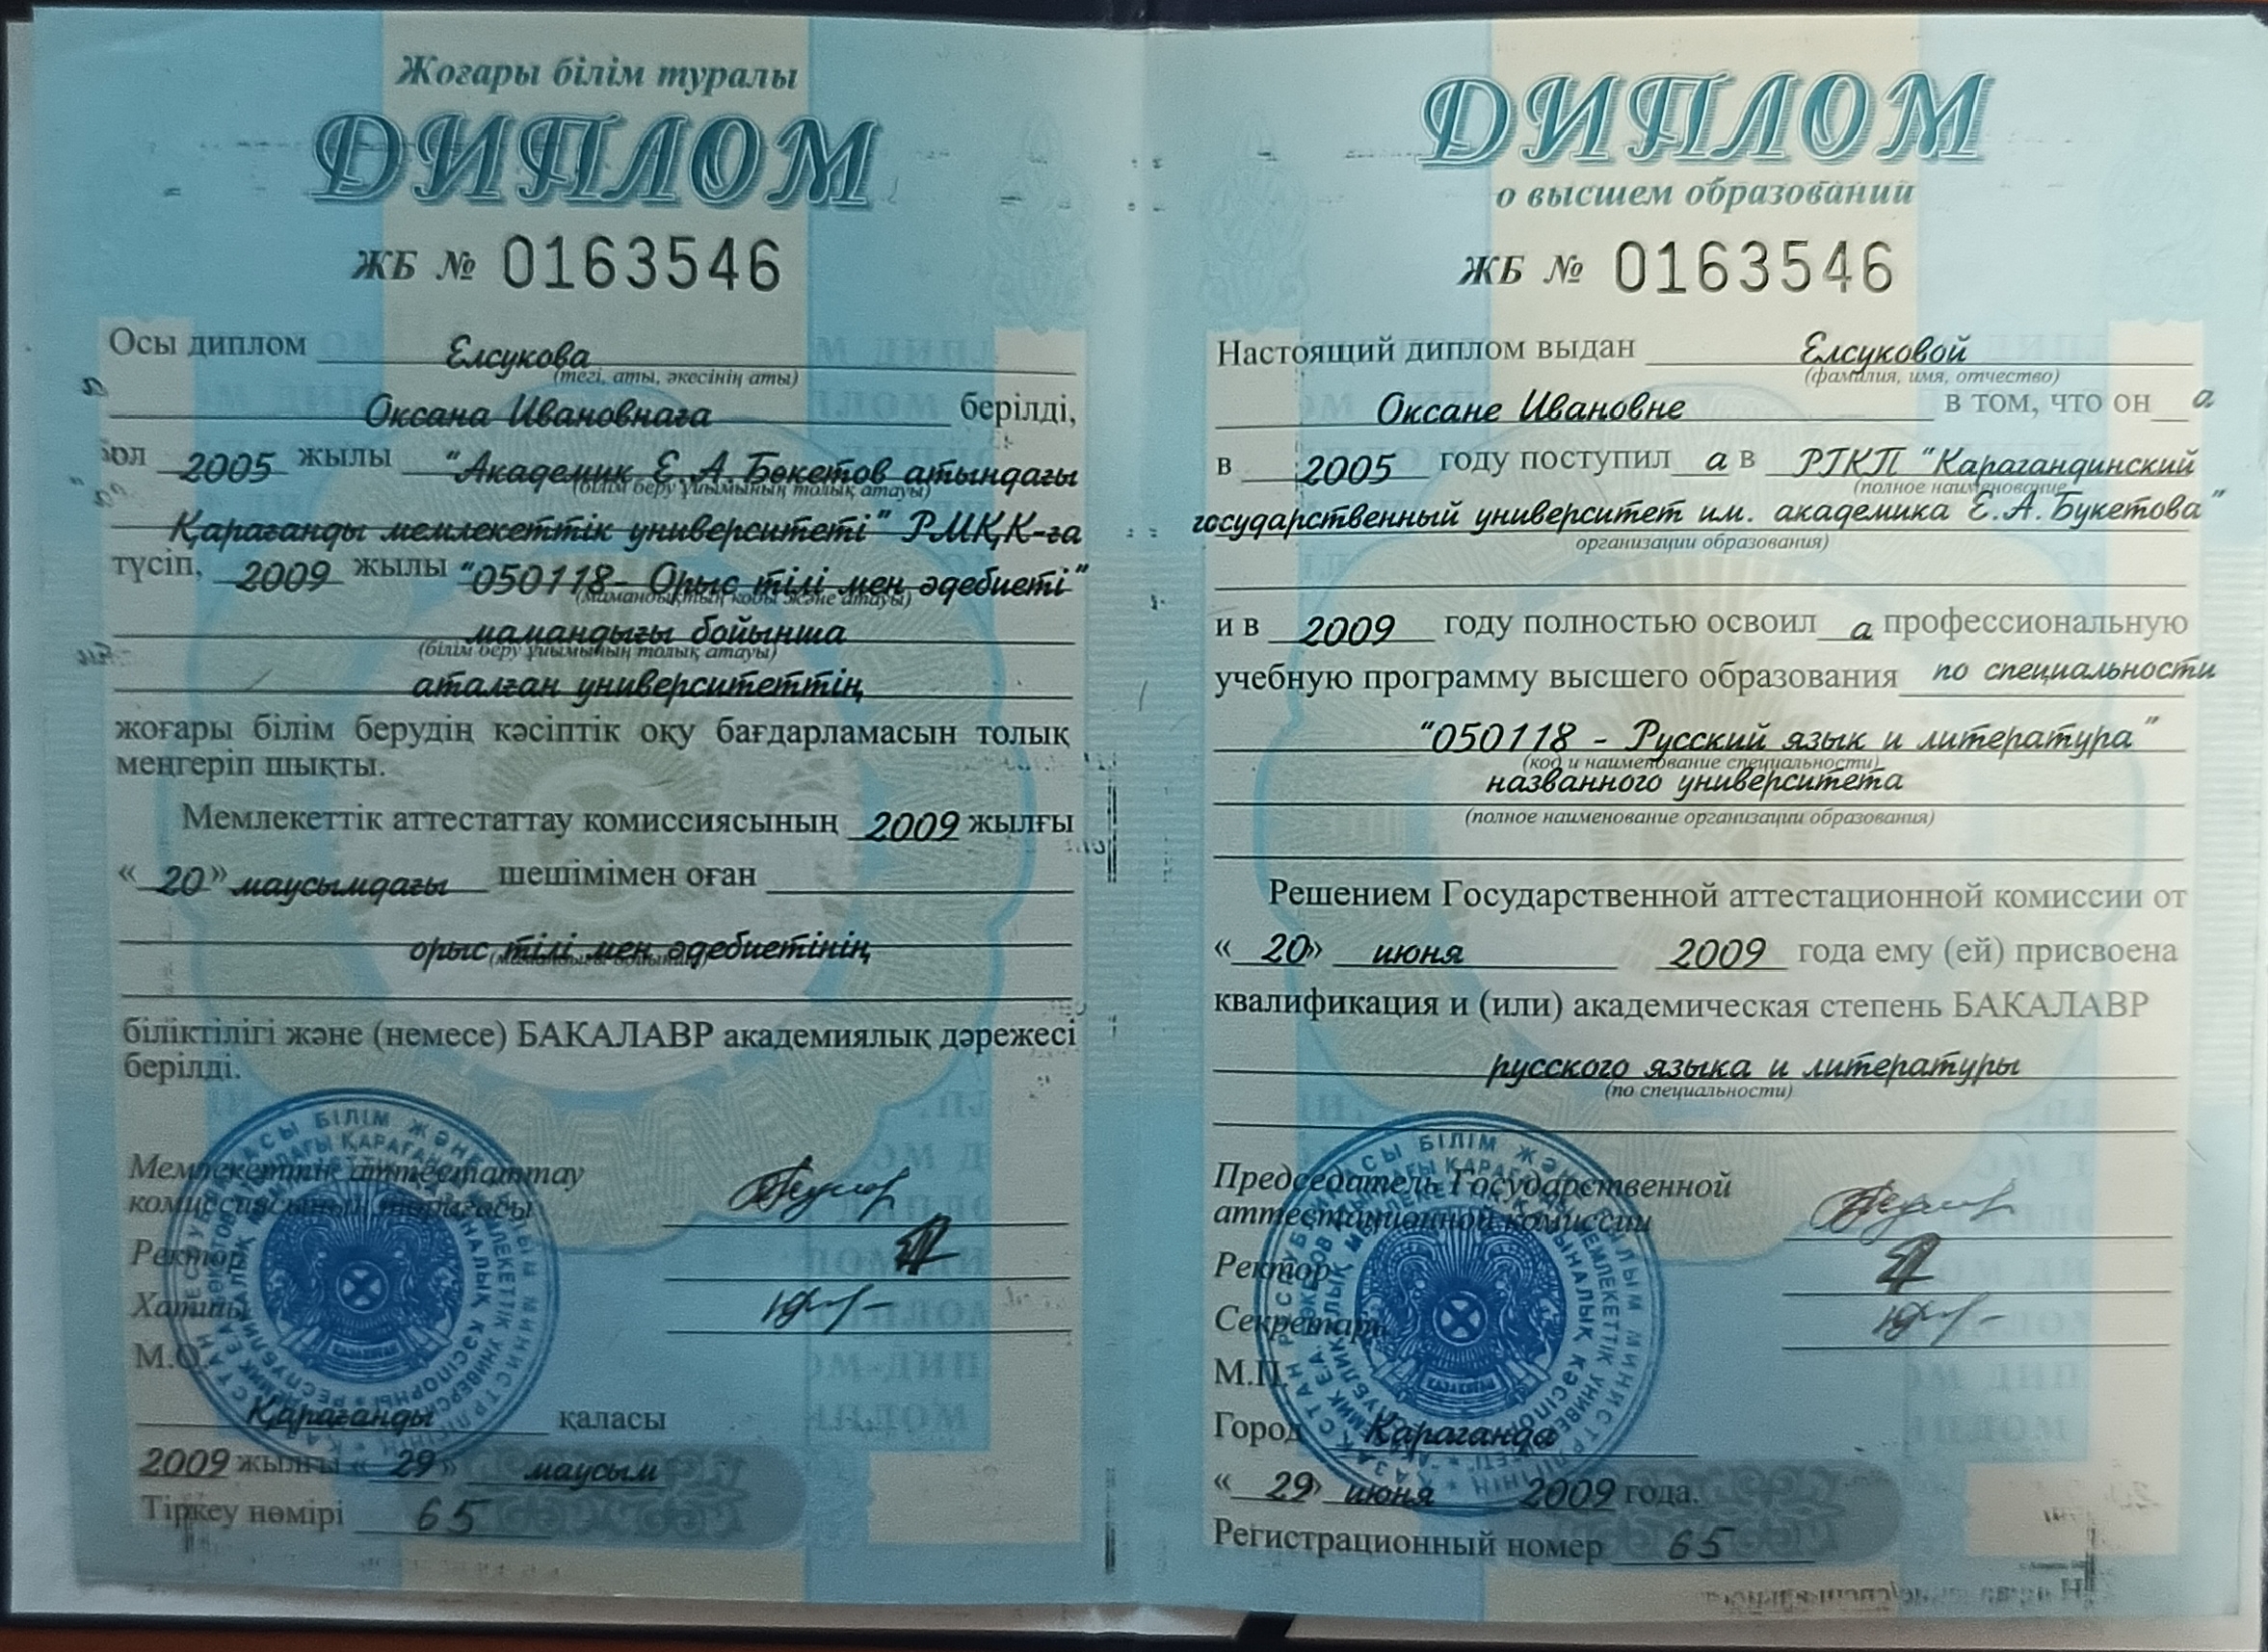 Жоғары білім туралы
ДИПЛОМ
ЖБ № 0163546
Осы диплом Елсукова
(тегі, аты, әкесінің аты)
Оксана Ивановнаға берілді,
ол 2005 жылы "Академик Е.А.Бөкетов атындағы
(білім беру ұйымының толық атауы)
Қарағанды мемлекеттік университеті" РМҚК-ға
түсіп, 2009 жылы "050118- Орыс тілі мен әдебиеті"
(мамандықтың коды және атауы)
мамандығы бойынша
(білім беру ұйымының толық атауы)
аталған университеттің
жоғары білім берудің кәсіптік оқу бағдарламасын толық
меңгеріп шықты.
Мемлекеттік аттестаттау комиссиясының 2009 жылғы
« 20 » маусымдағы шешімімен оған
орыс тілі мен әдебиетінің
(мамандығы бойынша)
біліктілігі және (немесе) БАКАЛАВР академиялық дәрежесі
берілді.
Мемлекеттік аттестаттау
комиссиясының төрағасы
Ректор
Хатшы
М.О.
Қарағанды қаласы
2009 жылғы « 29 » маусым
Тіркеу нөмірі 65
ДИПЛОМ
о высшем образовании
ЖБ № 0163546
Настоящий диплом выдан Елсуковой
(фамилия, имя, отчество)
Оксане Ивановне в том, что он а
в 2005 году поступил а в РГКП "Карагандинский
(полное наименование
государственный университет им. академика Е.А.Букетова"
организации образования)
и в 2009 году полностью освоил а профессиональную
учебную программу высшего образования по специальности
"050118 - Русский язык и литература"
(код и наименование специальности)
названного университета
(полное наименование организации образования)
Решением Государственной аттестационной комиссии от
« 20 » июня 2009 года ему (ей) присвоена
квалификация и (или) академическая степень БАКАЛАВР
русского языка и литературы
(по специальности)
Председатель Государственной
аттестационной комиссии
Ректор
Секретарь
М.П.
Город Караганда
« 29 » июня 2009 года.
Регистрационный номер 65